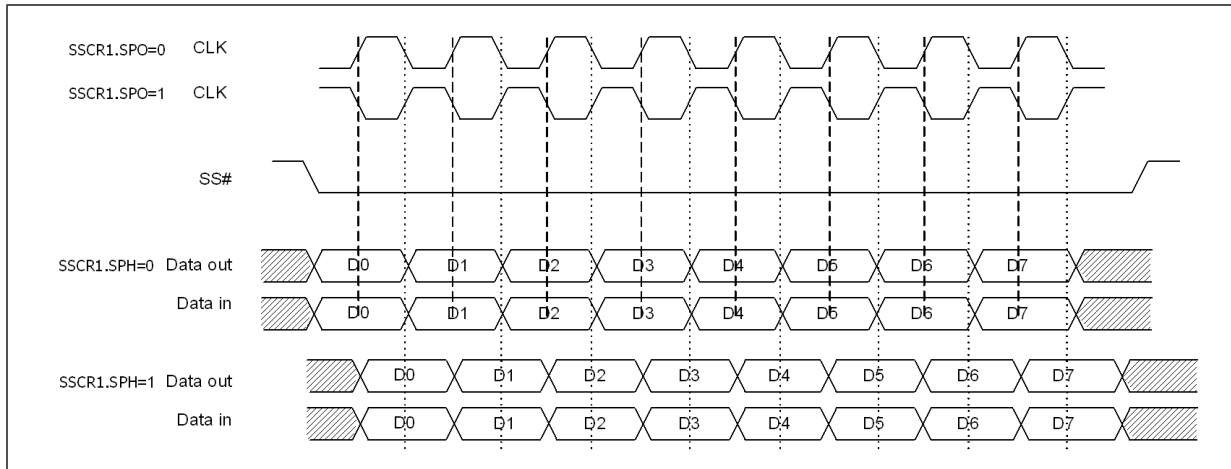 SSCR1.SPO=0 CLK
SSCR1.SPO=1 CLK
SS#
SSCR1.SPH=0 Data out D0 D1 D2 D3 D4 D5 D6 D7
Data in D0 D1 D2 D3 D4 D5 D6 D7
SSCR1.SPH=1 Data out D0 D1 D2 D3 D4 D5 D6 D7
Data in D0 D1 D2 D3 D4 D5 D6 D7